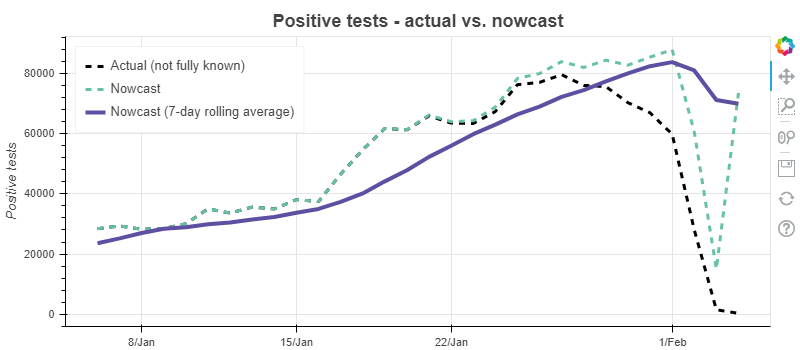 Positive tests - actual vs. nowcast
Actual (not fully known)
Nowcast
Nowcast (7-day rolling average)
Positive tests
80000
60000
40000
20000
0
8/Jan
15/Jan
22/Jan
1/Feb